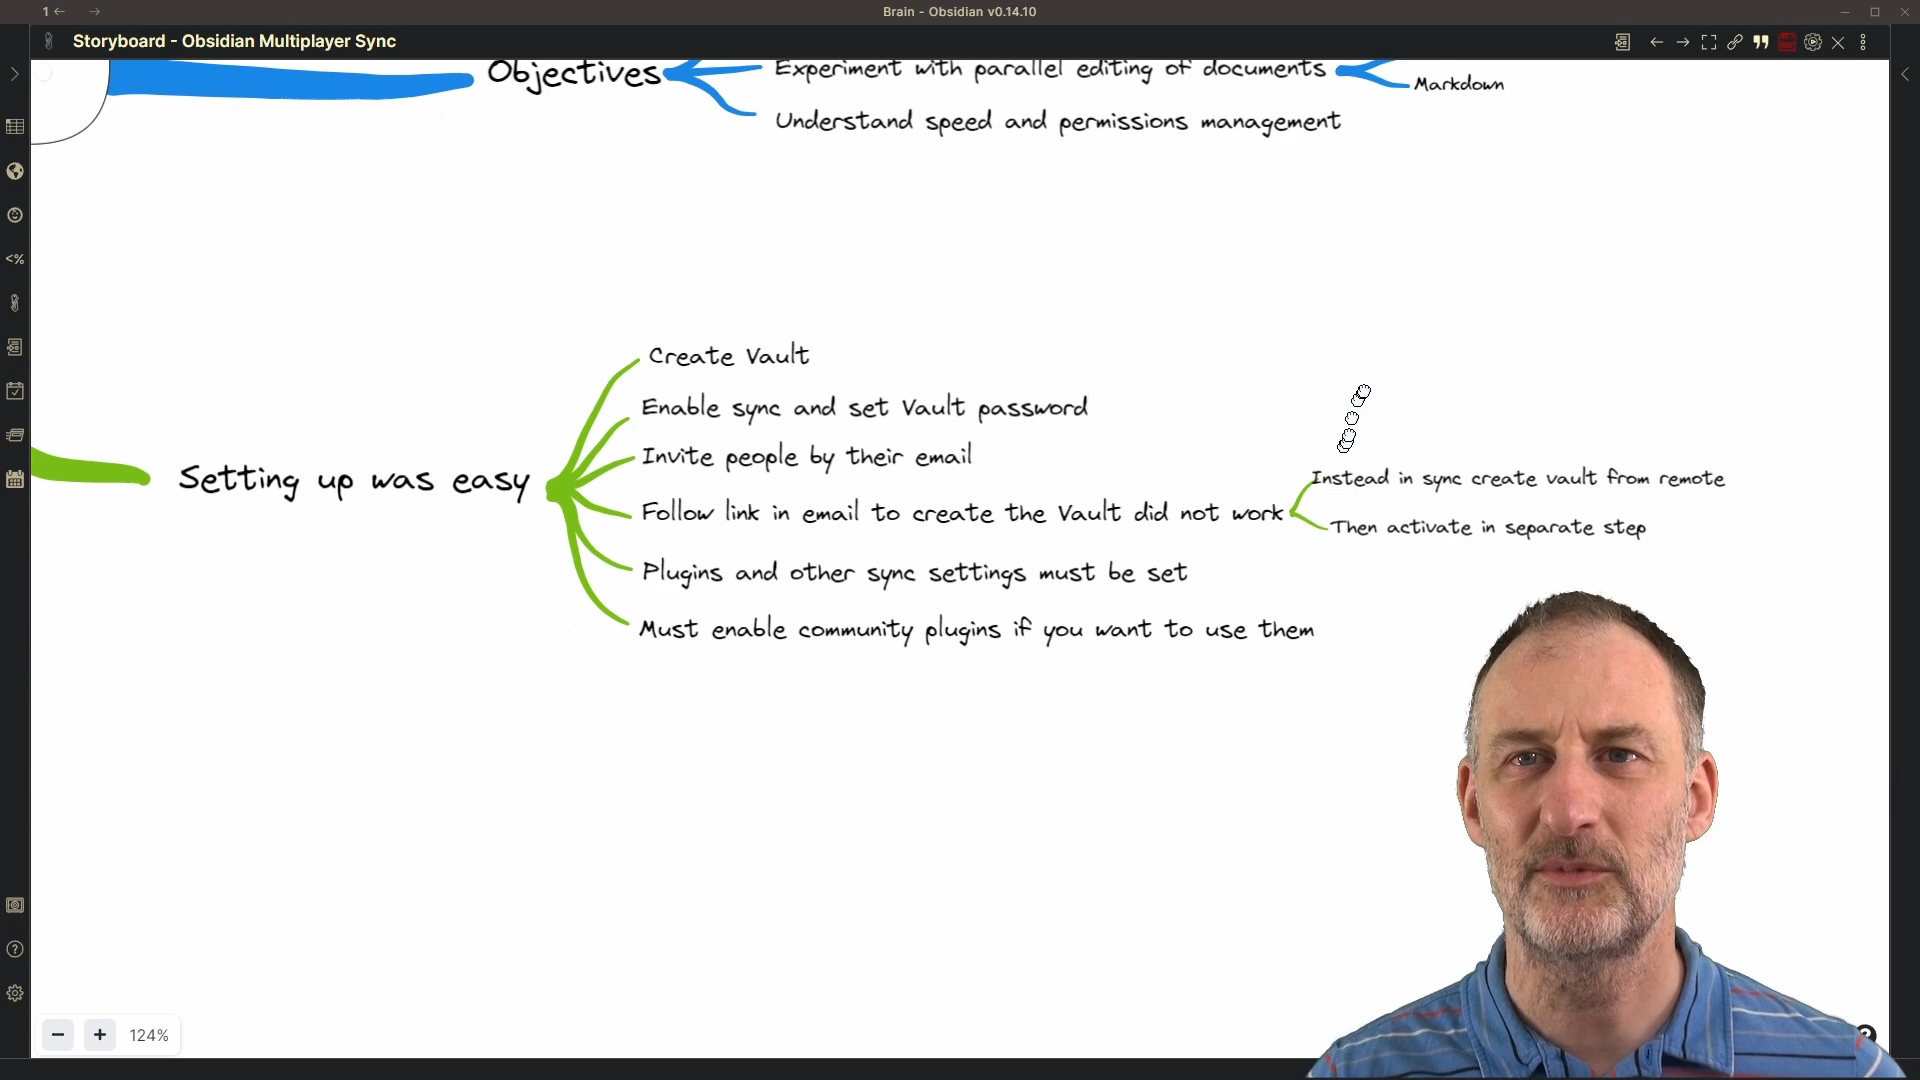 1
Brain - Obsidian v0.14.10
Storyboard - Obsidian Multiplayer Sync
Objectives
Experiment with parallel editing of documents
Markdown
Understand speed and permissions management
<%
Setting up was easy
Create Vault
Enable sync and set Vault password
Invite people by their email
Follow link in email to create the Vault did not work
Instead in sync create vault from remote
Then activate in separate step
Plugins and other sync settings must be set
Must enable community plugins if you want to use them
124%